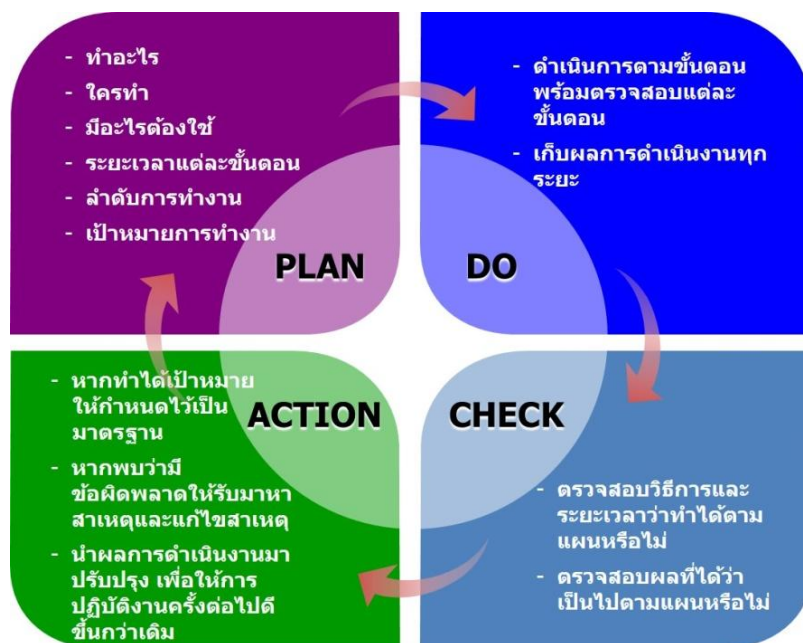 - ทำอะไร
- ใครทำ
- มีอะไรต้องใช้
- ระยะเวลาแต่ละขั้นตอน
- ลำดับการทำงาน
- เป้าหมายการทำงาน
PLAN
- ดำเนินการตามขั้นตอน
พร้อมตรวจสอบแต่ละ
ขั้นตอน
- เก็บผลการดำเนินงานทุก
ระยะ
DO
- หากทำได้เป้าหมาย
ให้กำหนดไว้เป็น
มาตรฐาน
- หากพบว่ามี
ข้อผิดพลาดให้รับมาหา
สาเหตุและแก้ไขสาเหตุ
- นำผลการดำเนินงานมา
ปรับปรุง เพื่อให้การ
ปฏิบัติงานครั้งต่อไปดี
ขึ้นกว่าเดิม
ACTION
CHECK
- ตรวจสอบวิธีการและ
ระยะเวลาว่าทำได้ตาม
แผนหรือไม่
- ตรวจสอบผลที่ได้ว่า
เป็นไปตามแผนหรือไม่